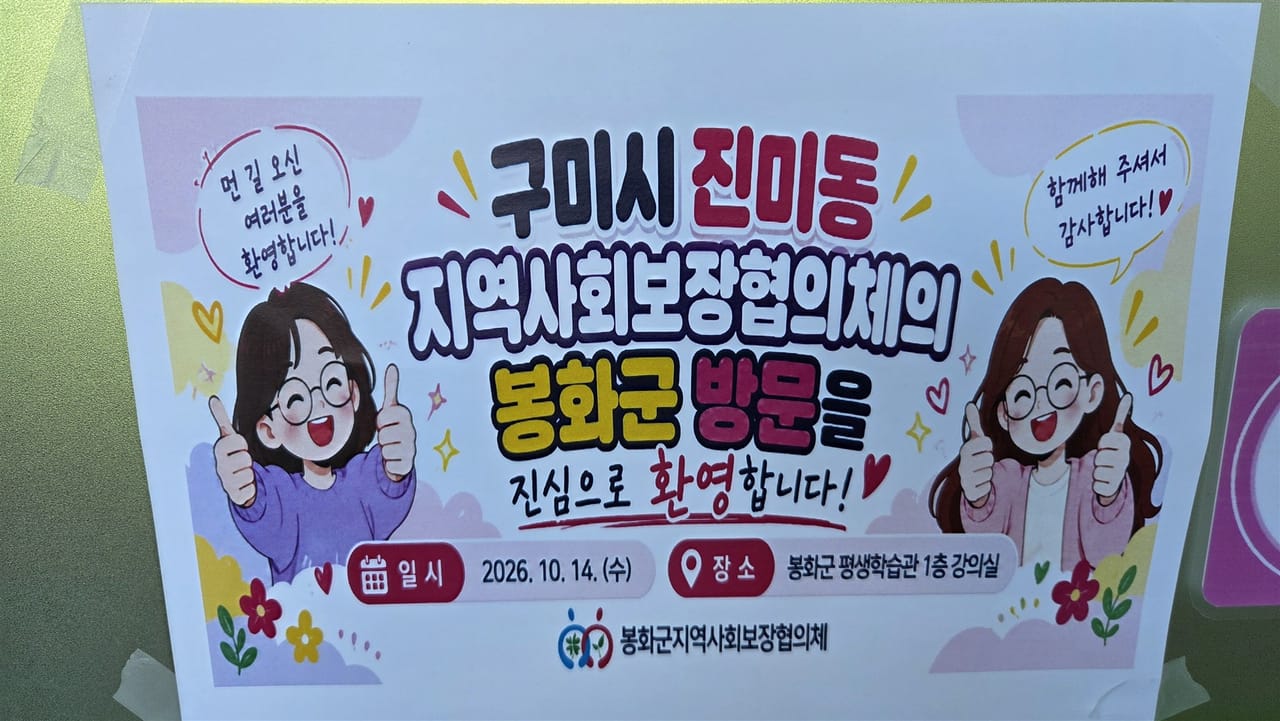 먼 길 오신
여러분을
환영합니다!
함께해 주셔서
감사합니다!
구미시 진미동
지역사회보장협의체의
봉화군 방문을
진심으로 환영합니다!
일시 2026. 10. 14. (수)
장소 봉화군 평생학습관 1층 강의실
봉화군지역사회보장협의체